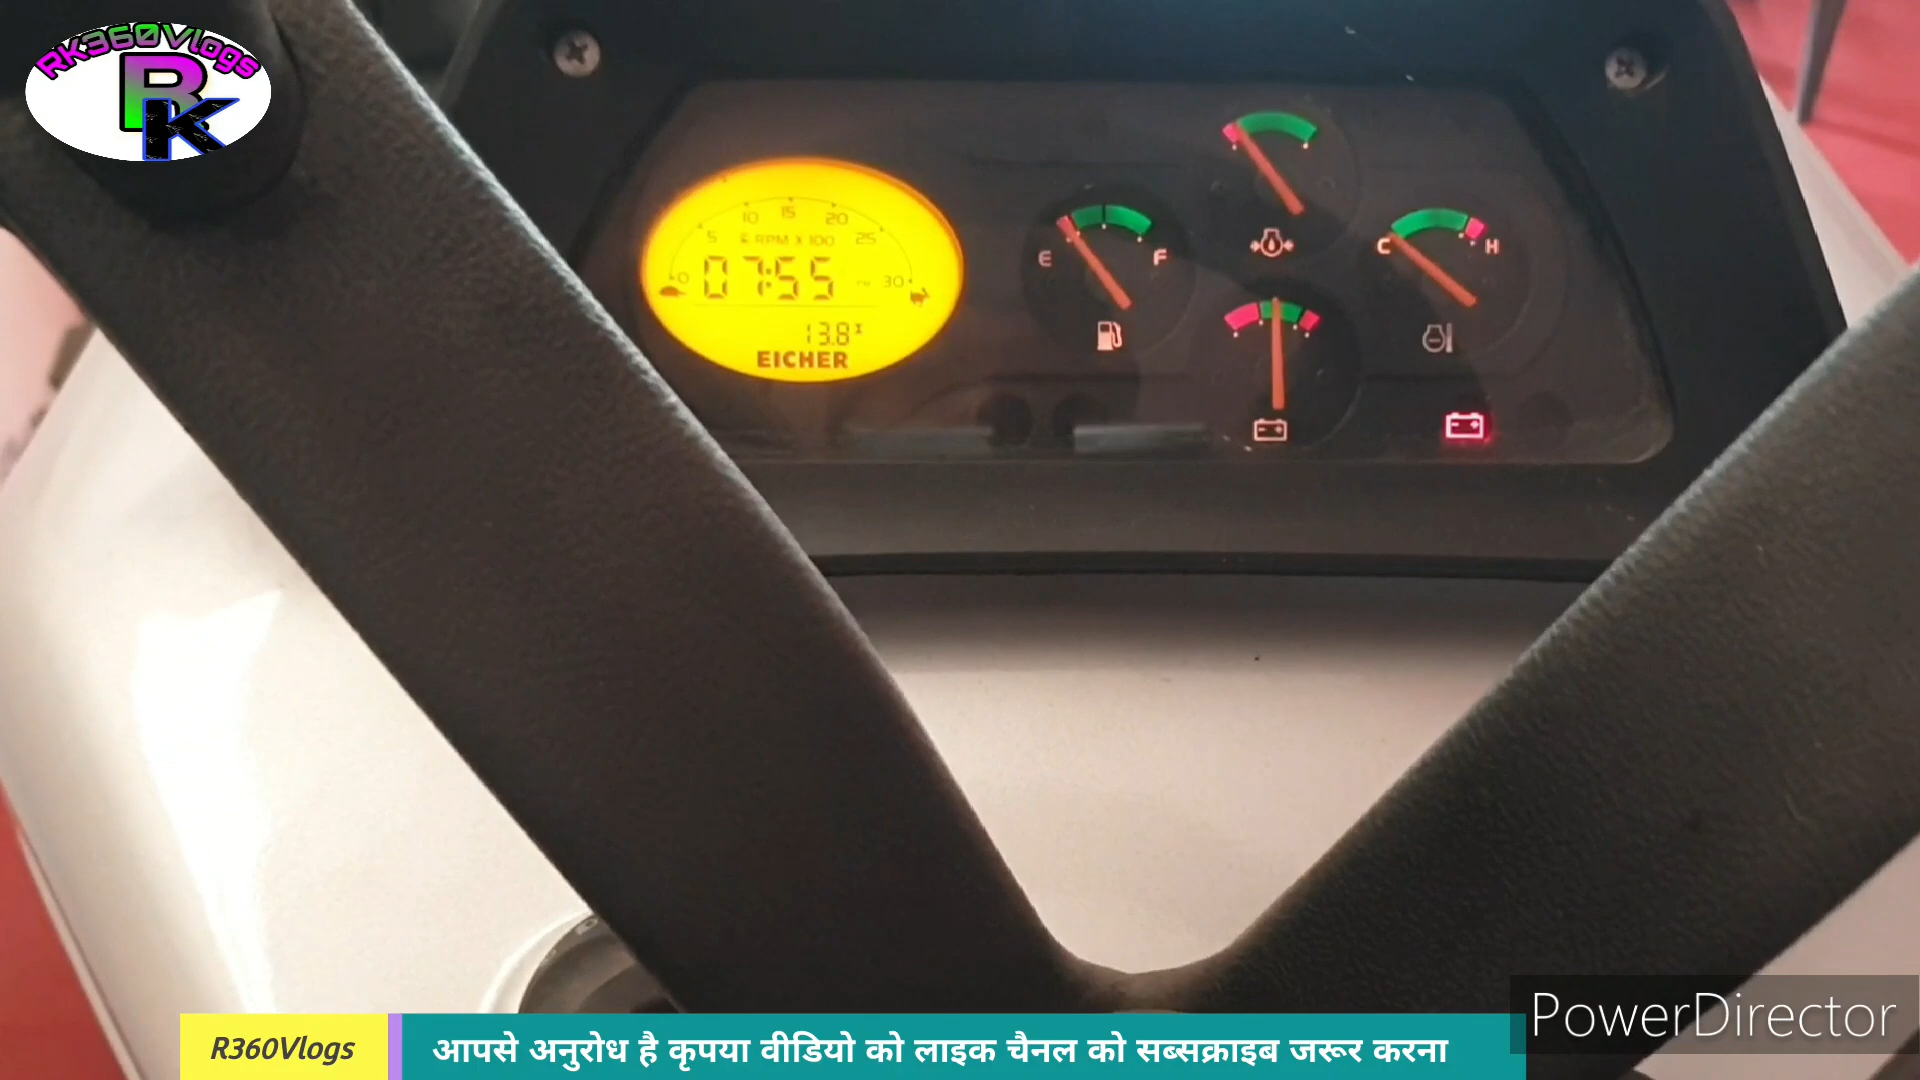 RK360Vlogs
RK
10 15 20
5 RPM X 100 25
0 07:55 30
13.8
EICHER
E F
C H
R360Vlogs
आपसे अनुरोध है कृपया वीडियो को लाइक चैनल को सब्सक्राइब जरूर करना
PowerDirector